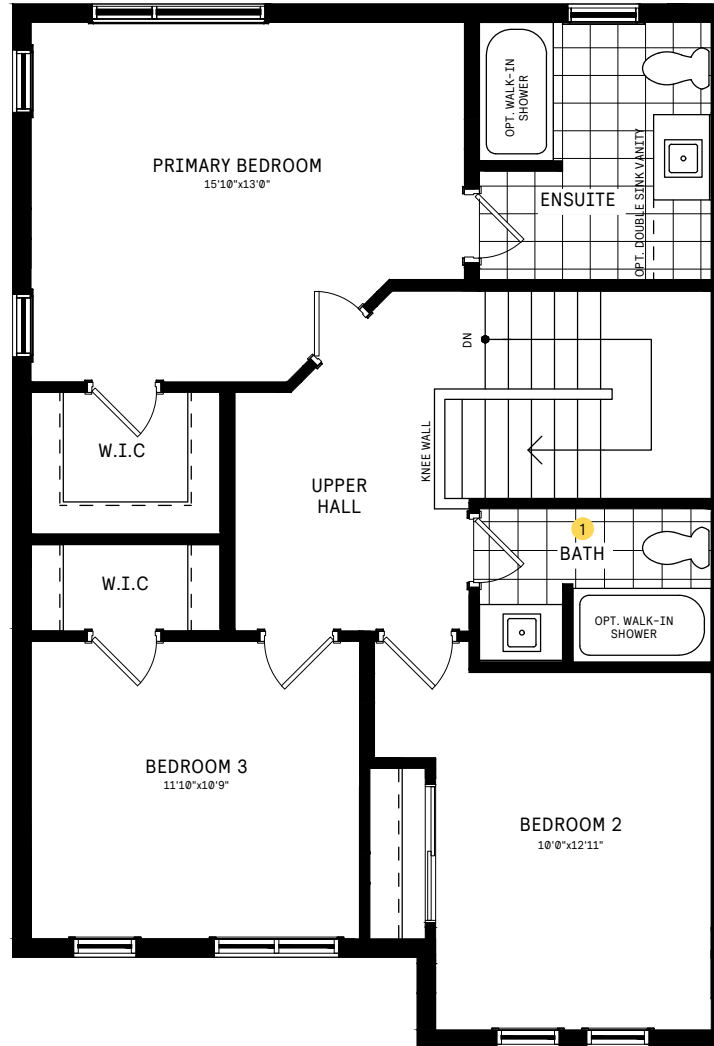 OPT. WALK-IN
SHOWER
PRIMARY BEDROOM
15'10"x13'0"
ENSUITE
OPT. DOUBLE SINK VANITY
DN
W.I.C
KNEE WALL
UPPER
HALL
1
BATH
W.I.C
OPT. WALK-IN
SHOWER
BEDROOM 3
11'10"x10'9"
BEDROOM 2
10'0"x12'11"